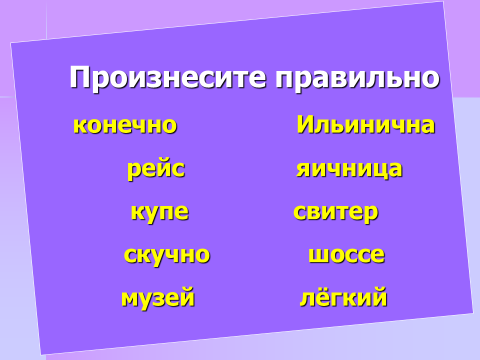 Произнесите правильно
конечно Ильинична
рейс яичница
купе свитер
скучно шоссе
музей лёгкий